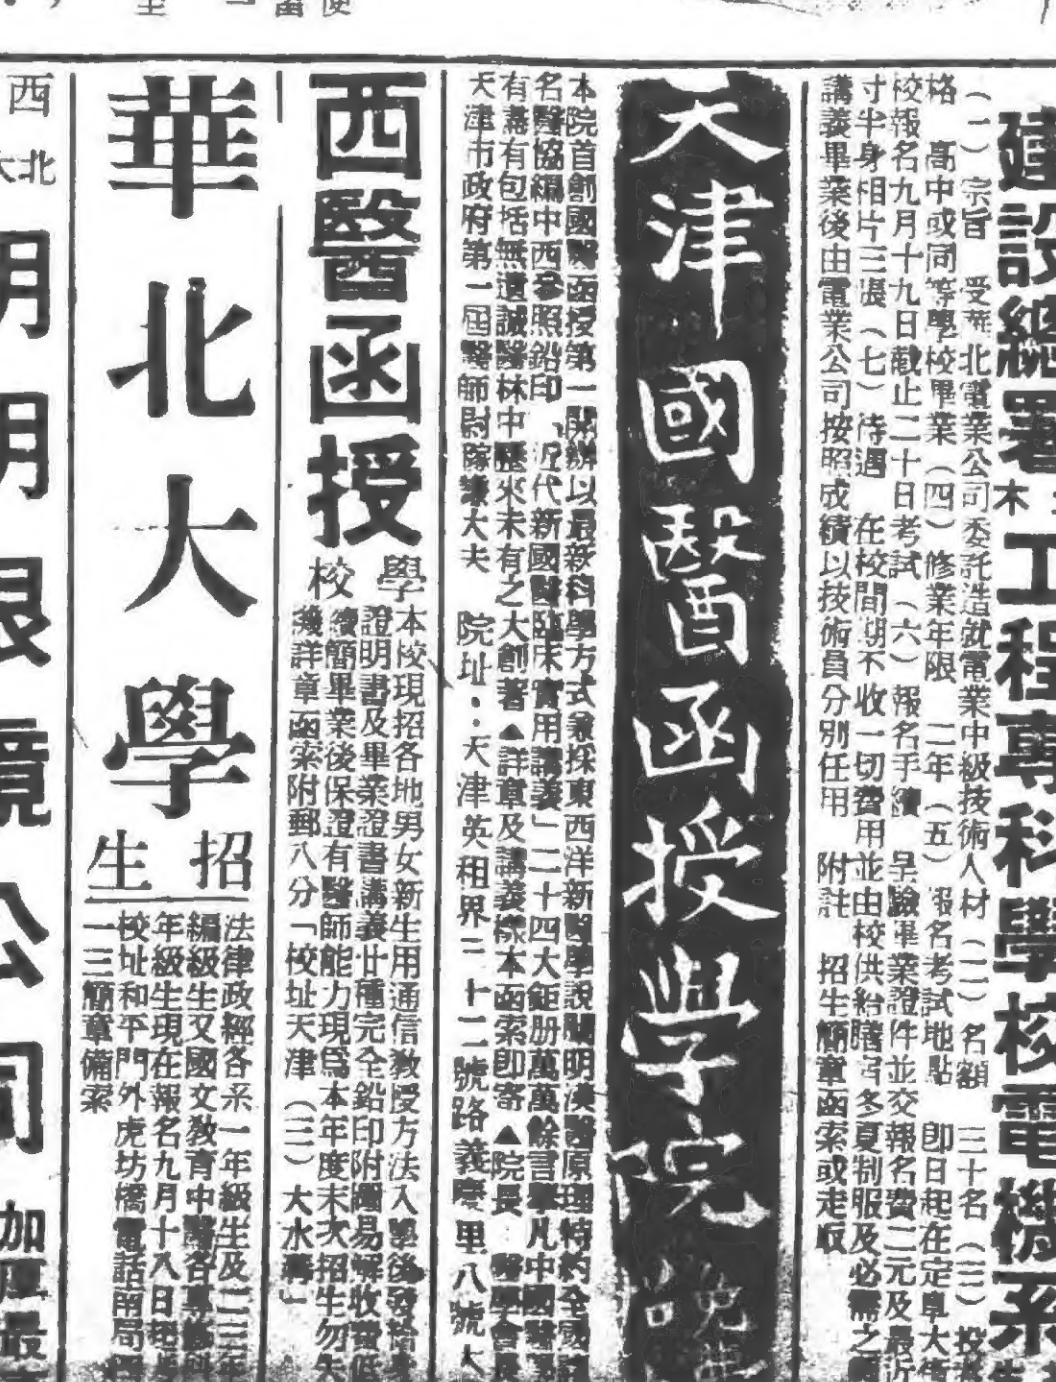 建設總署
土木工程專科學校電機系
(一)宗旨 受華北電業公司委託造就電業中級技術人材(二)名額 三十名(三)投考
格 高中或同等學校畢業(四)修業年限 二年(五)報名考試地點 即日起在定阜大街
校報名九月十九日截止二十日考試(六)報名手續 呈驗畢業證件並交報名費二元及最近
寸半身相片三張(七)待遇 在校間期不收一切費用並由校供給膳宿冬夏制服及必需之
講義畢業後由電業公司按照成績以技術員分別任用 附註 招生簡章函索或走取
天津國醫函授學院
本院首創國醫函授第一開辦以最新科學方式兼採東西洋新醫學說闡明漢醫原理特約全國
名醫協編中西參照鉛印「近代新國醫臨床實用講義」二十四大鉅册萬萬餘言舉凡中國醫
有盡有包括無遺誠醫林中歷來未有之大創著▲詳章及講義樣本函索即寄▲院長 醫學會長
天津市政府第一屆醫師尉稼謙大夫 院址:天津英租界二十二號路義慶里八號
西醫函授
學校
本校現招各地男女新生用通信教授方法入學後發給
證明書及畢業證書講義廿種完全鉛印附圖易解收費低
廉簡畢業後保證有醫師能力現爲本年度末次招生勿失
機詳章函索附郵八分「校址天津(三)大水溝」
華北大學
招生
法律政經各系一年級生及二三年
編級生文國文教育中醫各專修科
年級生現在報名九月十八日
校址和平門外虎坊橋電話南局
一三簡章備索
西北
明明眼鏡公司